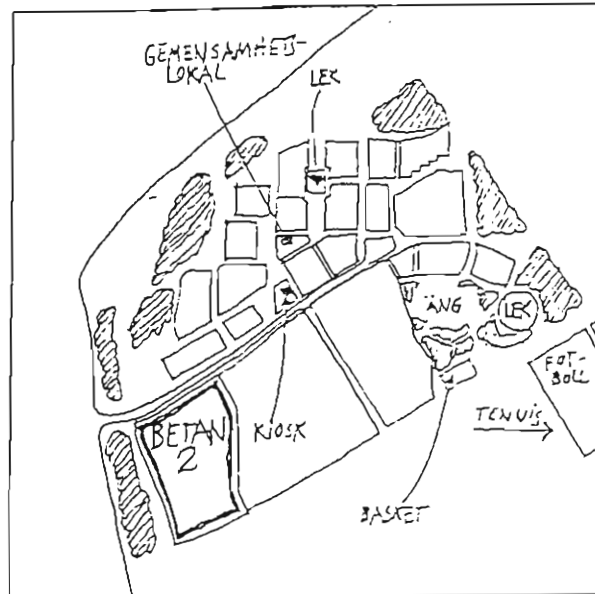 GEMENSAMHETS-
LOKAL
LEK
ÄNG
LEK
FOT-
BOLL
TENNIS
BETAN
2
KIOSK
BASKET